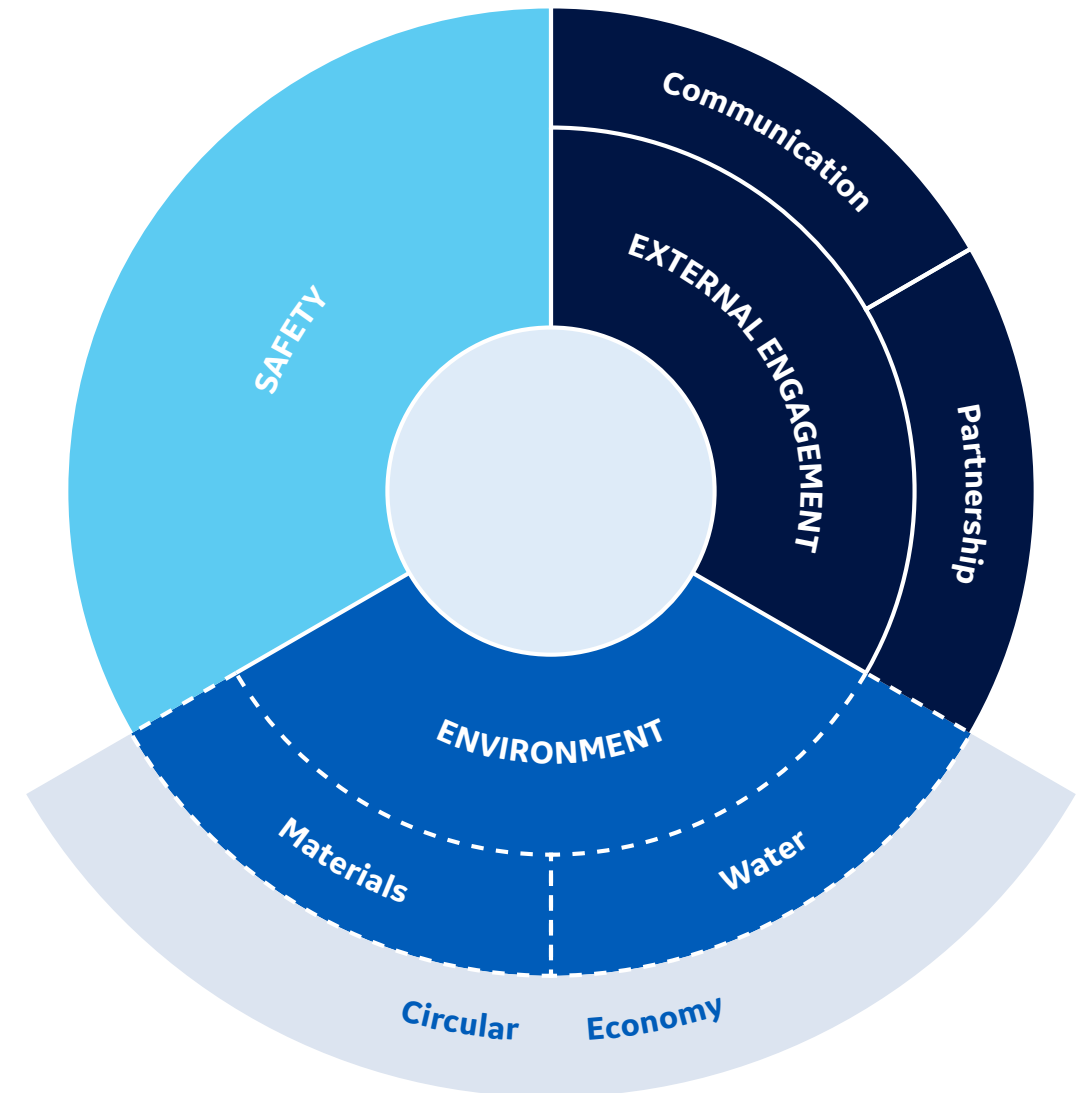 Communication
EXTERNAL ENGAGEMENT
SAFETY
Partnership
ENVIRONMENT
Materials
Water
Circular Economy